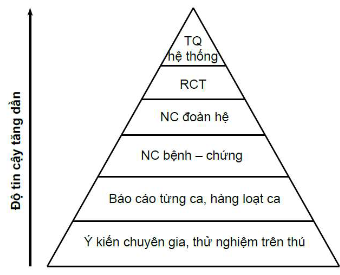 TQ
hệ thống
RCT
NC đoàn hệ
NC bệnh – chứng
Báo cáo từng ca, hàng loạt ca
Ý kiến chuyên gia, thử nghiệm trên thú
Độ tin cậy tăng dần